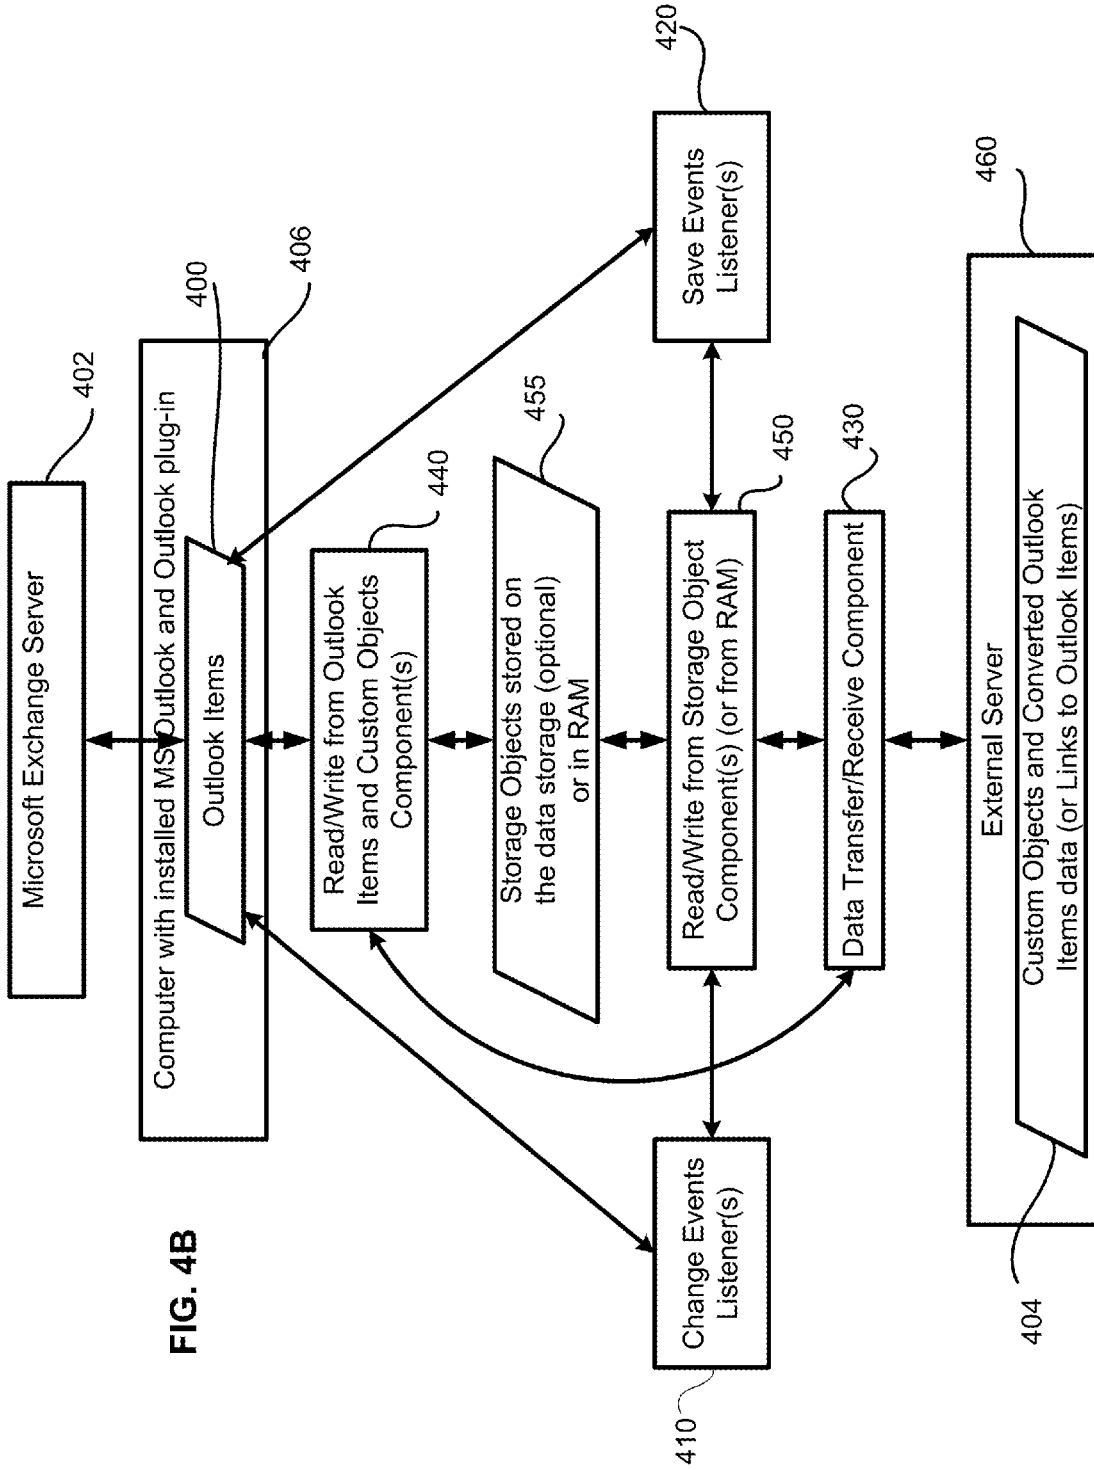 FIG. 4B
Microsoft Exchange Server
402
Computer with installed MS Outlook and Outlook plug-in
Outlook Items
400
406
Read/Write from Outlook
Items and Custom Objects
Component(s)
440
Storage Objects stored on
the data storage (optional)
or in RAM
455
Change Events
Listener(s)
410
Read/Write from Storage Object
Component(s) (or from RAM)
450
Save Events
Listener(s)
420
Data Transfer/Receive Component
430
External Server
460
Custom Objects and Converted Outlook
Items data (or Links to Outlook Items)
404